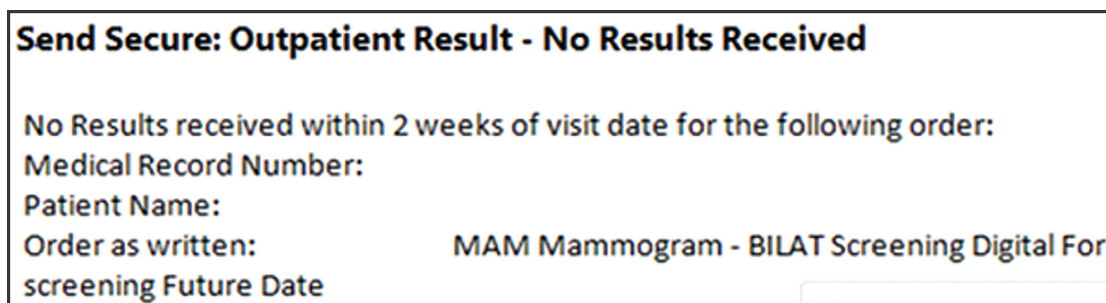 Send Secure: Outpatient Result - No Results Received
No Results received within 2 weeks of visit date for the following order:
Medical Record Number:
Patient Name:
Order as written: MAM Mammogram - BILAT Screening Digital For
screening Future Date